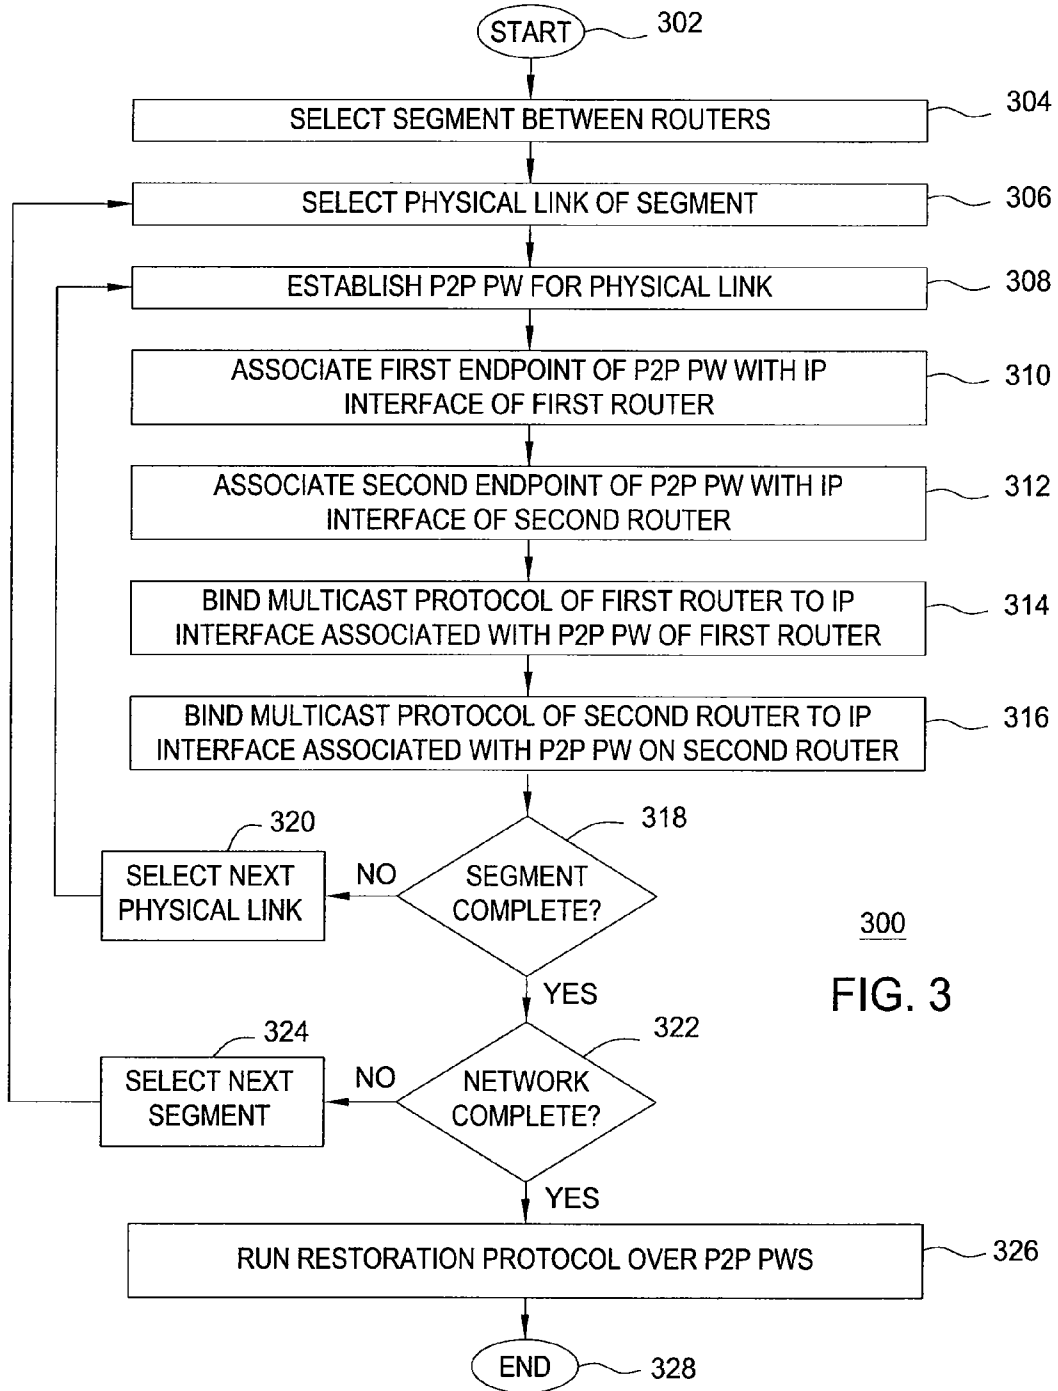 START
302
SELECT SEGMENT BETWEEN ROUTERS
304
SELECT PHYSICAL LINK OF SEGMENT
306
ESTABLISH P2P PW FOR PHYSICAL LINK
308
ASSOCIATE FIRST ENDPOINT OF P2P PW WITH IP
INTERFACE OF FIRST ROUTER
310
ASSOCIATE SECOND ENDPOINT OF P2P PW WITH IP
INTERFACE OF SECOND ROUTER
312
BIND MULTICAST PROTOCOL OF FIRST ROUTER TO IP
INTERFACE ASSOCIATED WITH P2P PW OF FIRST ROUTER
314
BIND MULTICAST PROTOCOL OF SECOND ROUTER TO IP
INTERFACE ASSOCIATED WITH P2P PW ON SECOND ROUTER
316
320
SELECT NEXT
PHYSICAL LINK
NO
SEGMENT
COMPLETE?
318
YES
300
FIG. 3
324
SELECT NEXT
SEGMENT
NO
NETWORK
COMPLETE?
322
YES
RUN RESTORATION PROTOCOL OVER P2P PWS
326
END
328